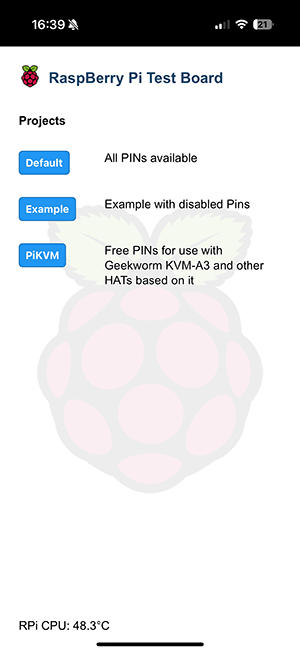 16:39 21
RaspBerry Pi Test Board
Projects
Default All PINs available
Example Example with disabled Pins
PiKVM Free PINs for use with
Geekworm KVM-A3 and other
HATs based on it
RPi CPU: 48.3°C